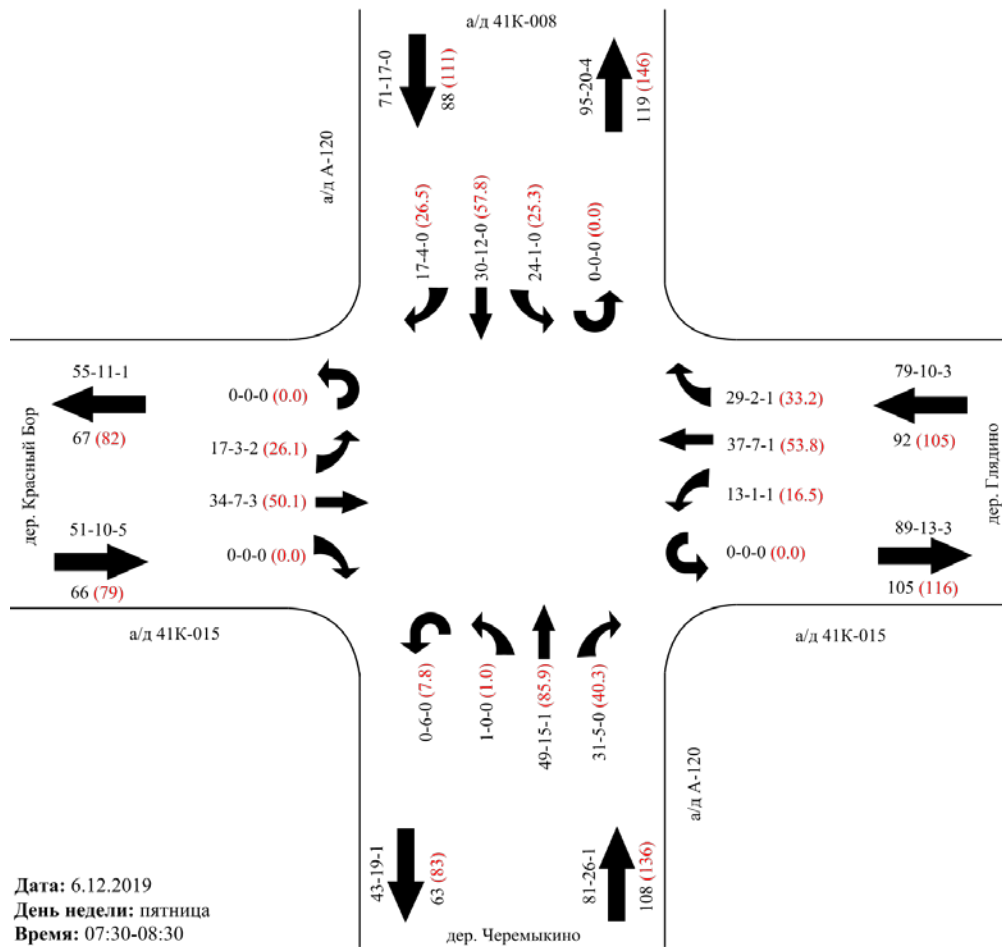 а/д 41К-008
71-17-0
88 (111)
95-20-4
119 (146)
а/д А-120
17-4-0 (26.5)
30-12-0 (57.8)
24-1-0 (25.3)
0-0-0 (0.0)
55-11-1
67 (82)
дер. Красный Бор
51-10-5
66 (79)
0-0-0 (0.0)
17-3-2 (26.1)
34-7-3 (50.1)
0-0-0 (0.0)
29-2-1 (33.2)
37-7-1 (53.8)
13-1-1 (16.5)
0-0-0 (0.0)
79-10-3
92 (105)
дер. Глядино
89-13-3
105 (116)
а/д 41К-015
а/д 41К-015
0-6-0 (7.8)
1-0-0 (1.0)
49-15-1 (85.9)
31-5-0 (40.3)
а/д А-120
43-19-1
63 (83)
81-26-1
108 (136)
Дата: 6.12.2019
День недели: пятница
Время: 07:30-08:30
дер. Черемыкино